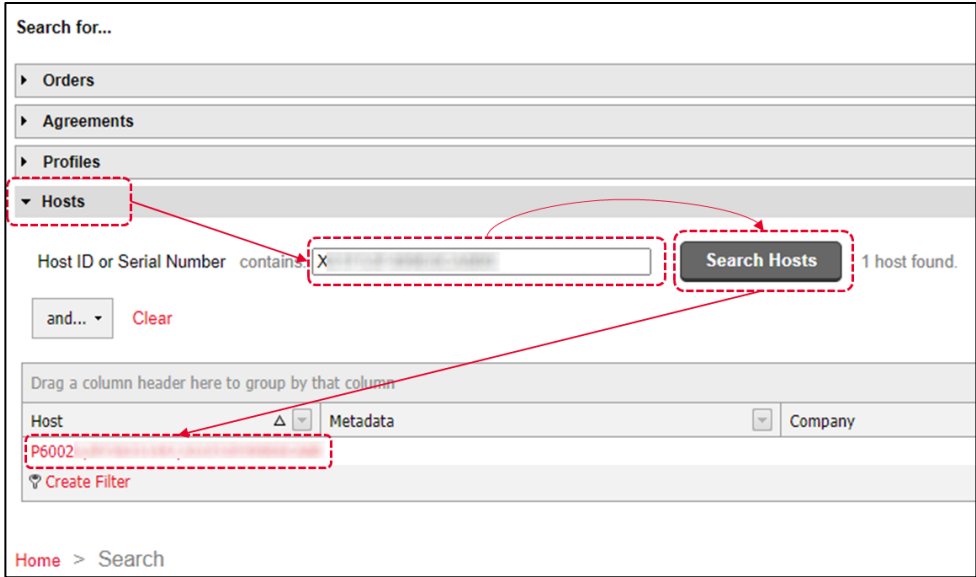 Search for...
Orders
Agreements
Profiles
Hosts
Host ID or Serial Number contains: X
Search Hosts
1 host found.
and...
Clear
Drag a column header here to group by that column
Host
Metadata
Company
P6002
Create Filter
Home > Search